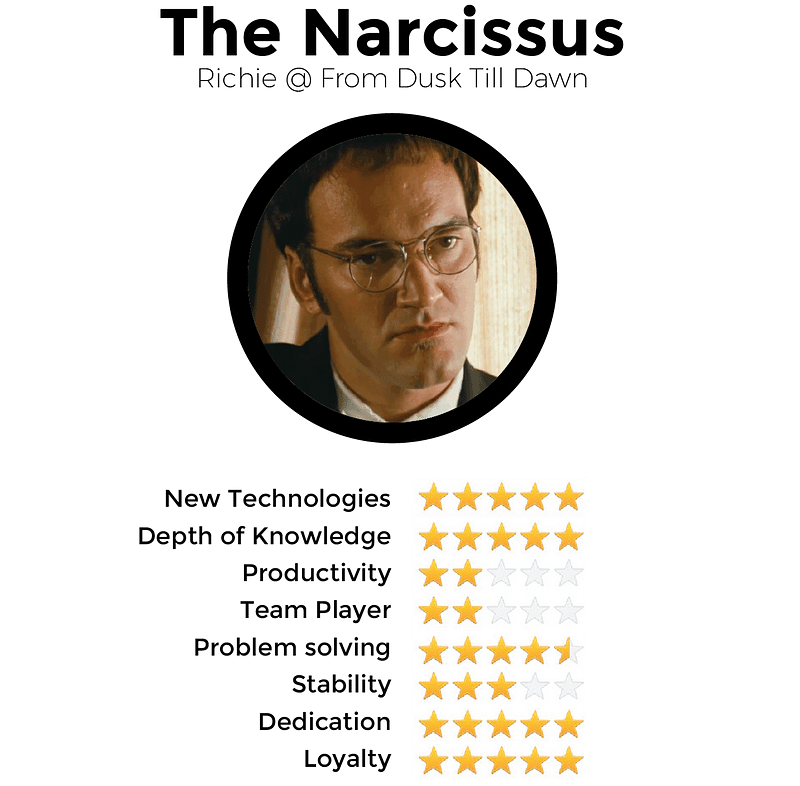 The Narcissus
Richie @ From Dusk Till Dawn
New Technologies
Depth of Knowledge
Productivity
Team Player
Problem solving
Stability
Dedication
Loyalty